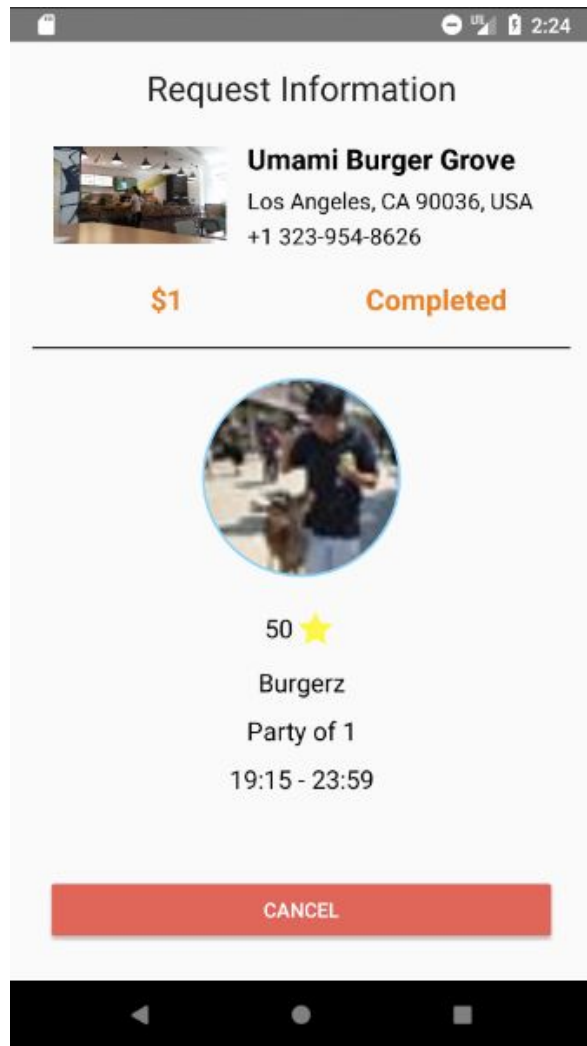 2:24
Request Information
Umami Burger Grove
Los Angeles, CA 90036, USA
+1 323-954-8626
$1 Completed
50
Burgerz
Party of 1
19:15 - 23:59
CANCEL